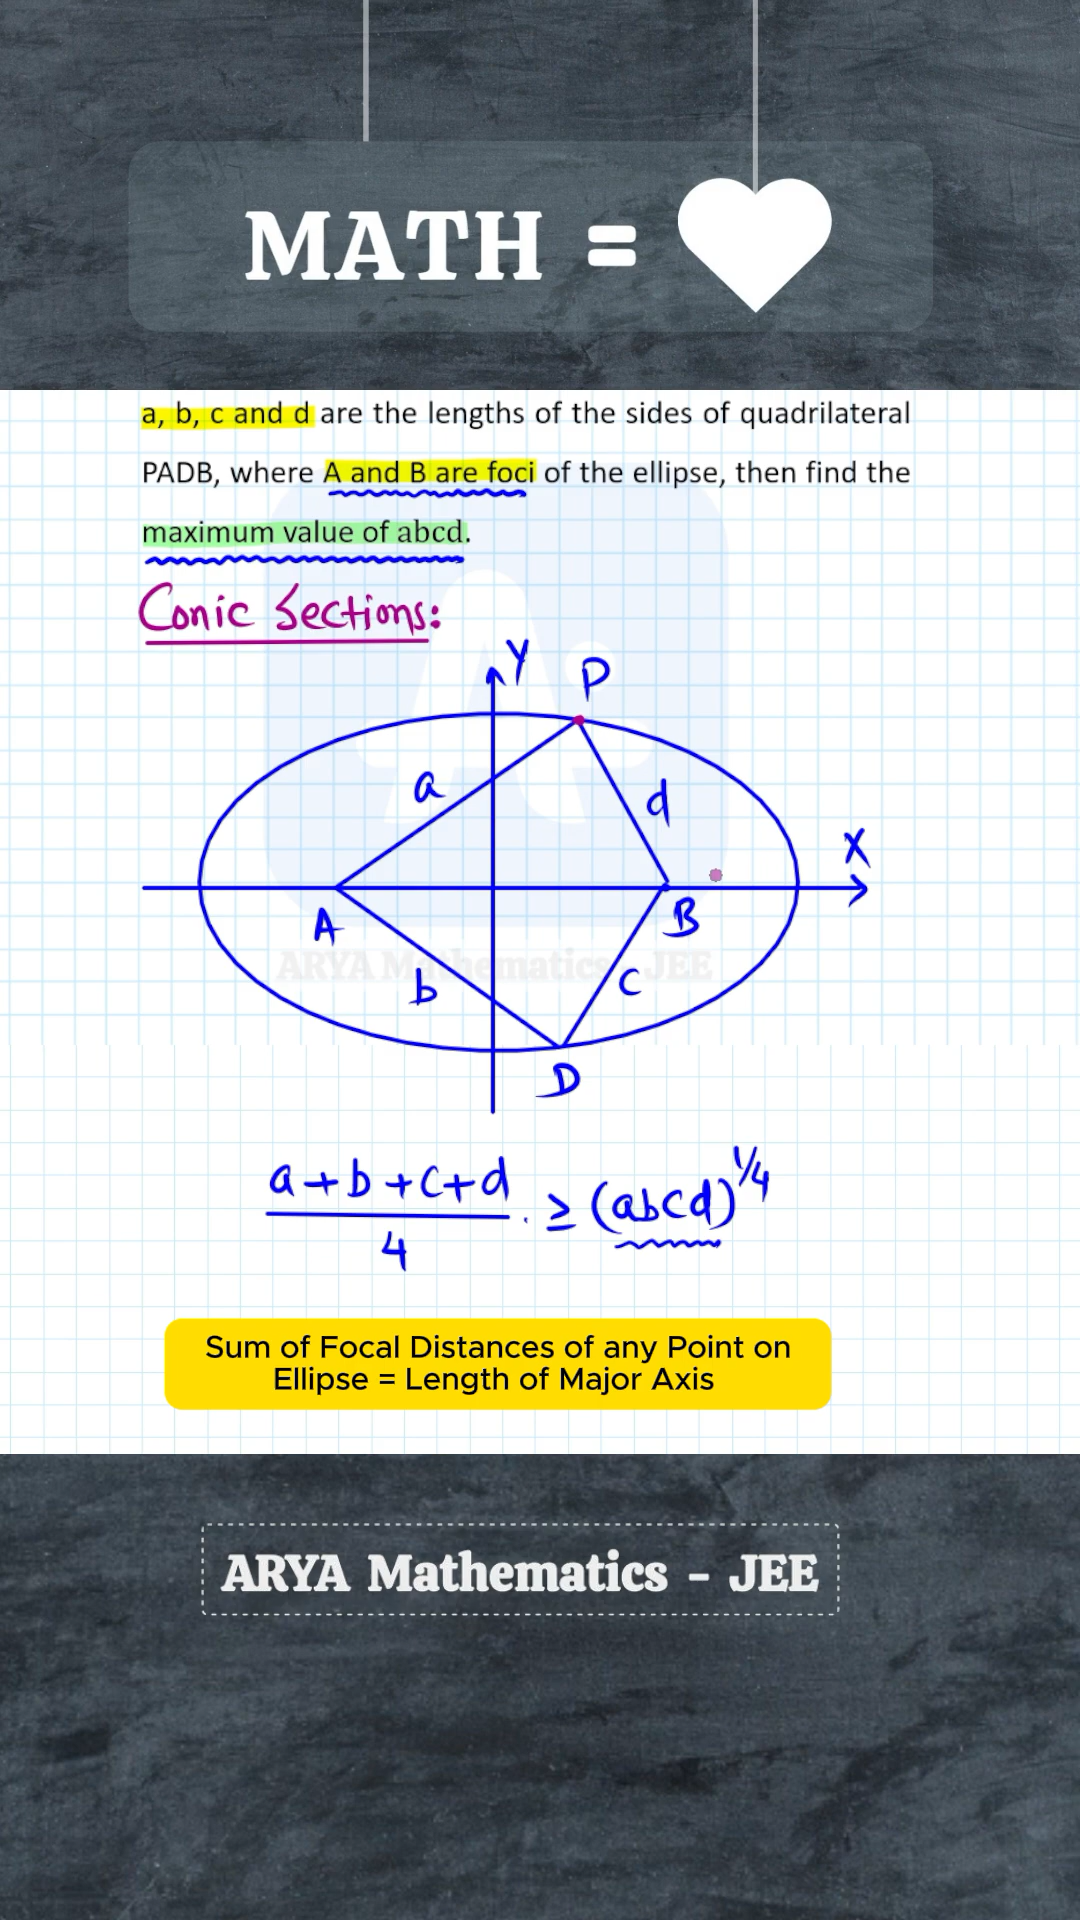 MATH =
a, b, c and d are the lengths of the sides of quadrilateral
PADB, where A and B are foci of the ellipse, then find the
maximum value of abcd.
Conic Sections:
Y
P
a
d
X
A
B
ARYA Mathematics - JEE
b
c
D
a+b+c+d
4
≥ (abcd)^1/4
Sum of Focal Distances of any Point on
Ellipse = Length of Major Axis
ARYA Mathematics - JEE